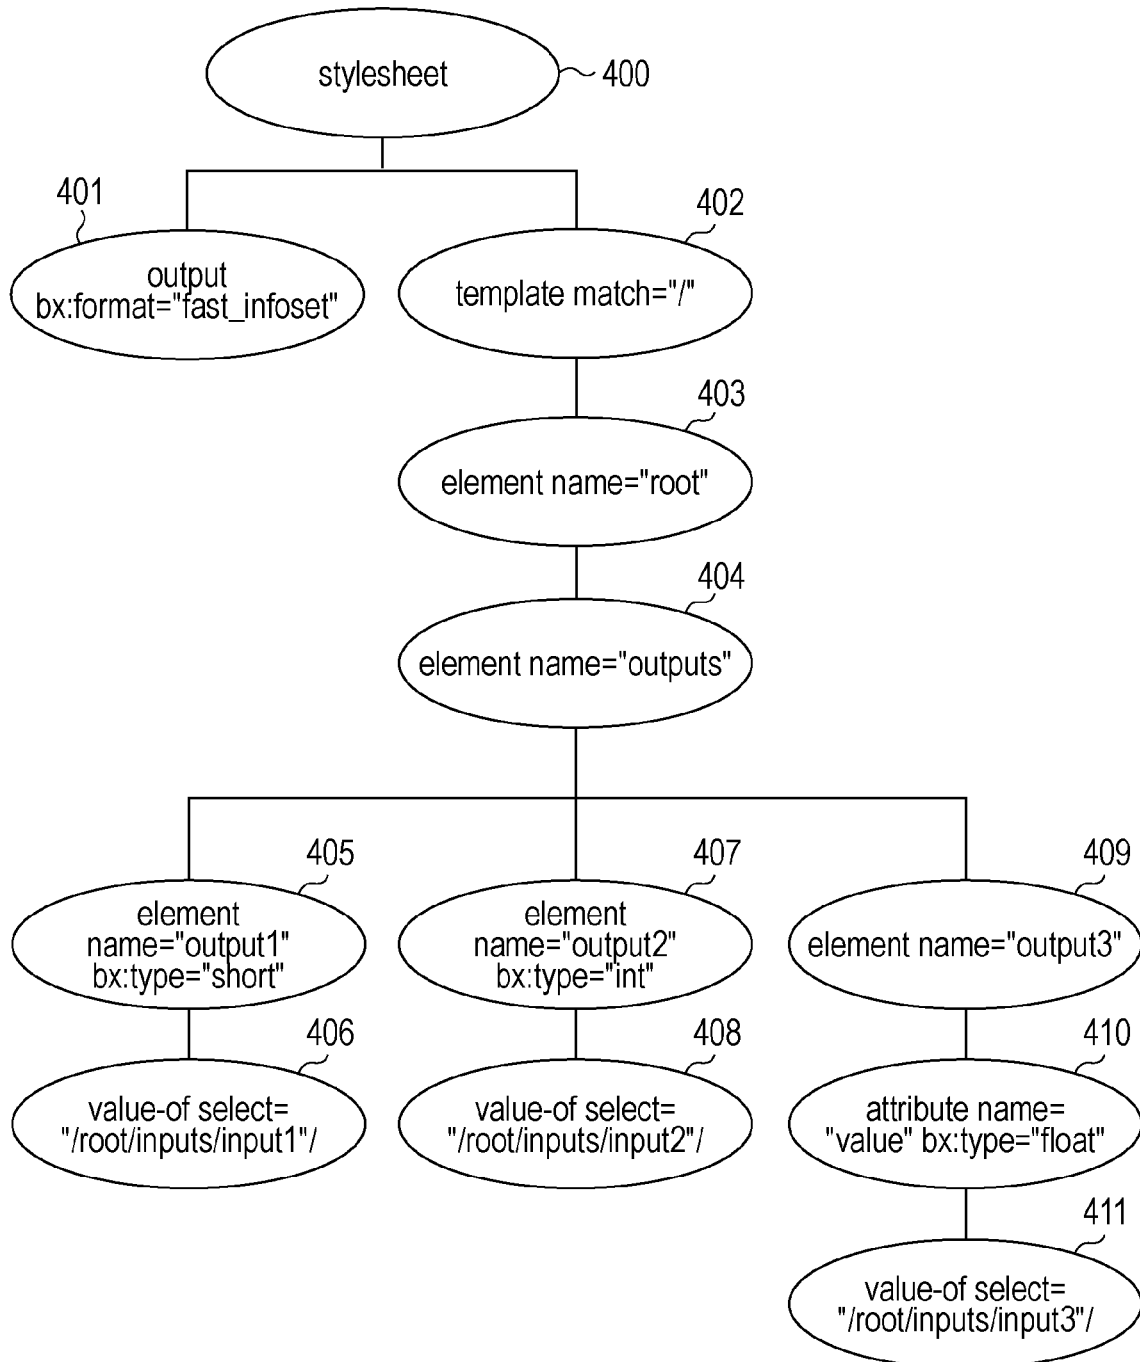 stylesheet
400
401
output
bx:format="fast_infoset"
402
template match="/"
403
element name="root"
404
element name="outputs"
405
element
name="output1"
bx:type="short"
407
element
name="output2"
bx:type="int"
409
element name="output3"
406
value-of select=
"/root/inputs/input1"/
408
value-of select=
"/root/inputs/input2"/
410
attribute name=
"value" bx:type="float"
411
value-of select=
"/root/inputs/input3"/